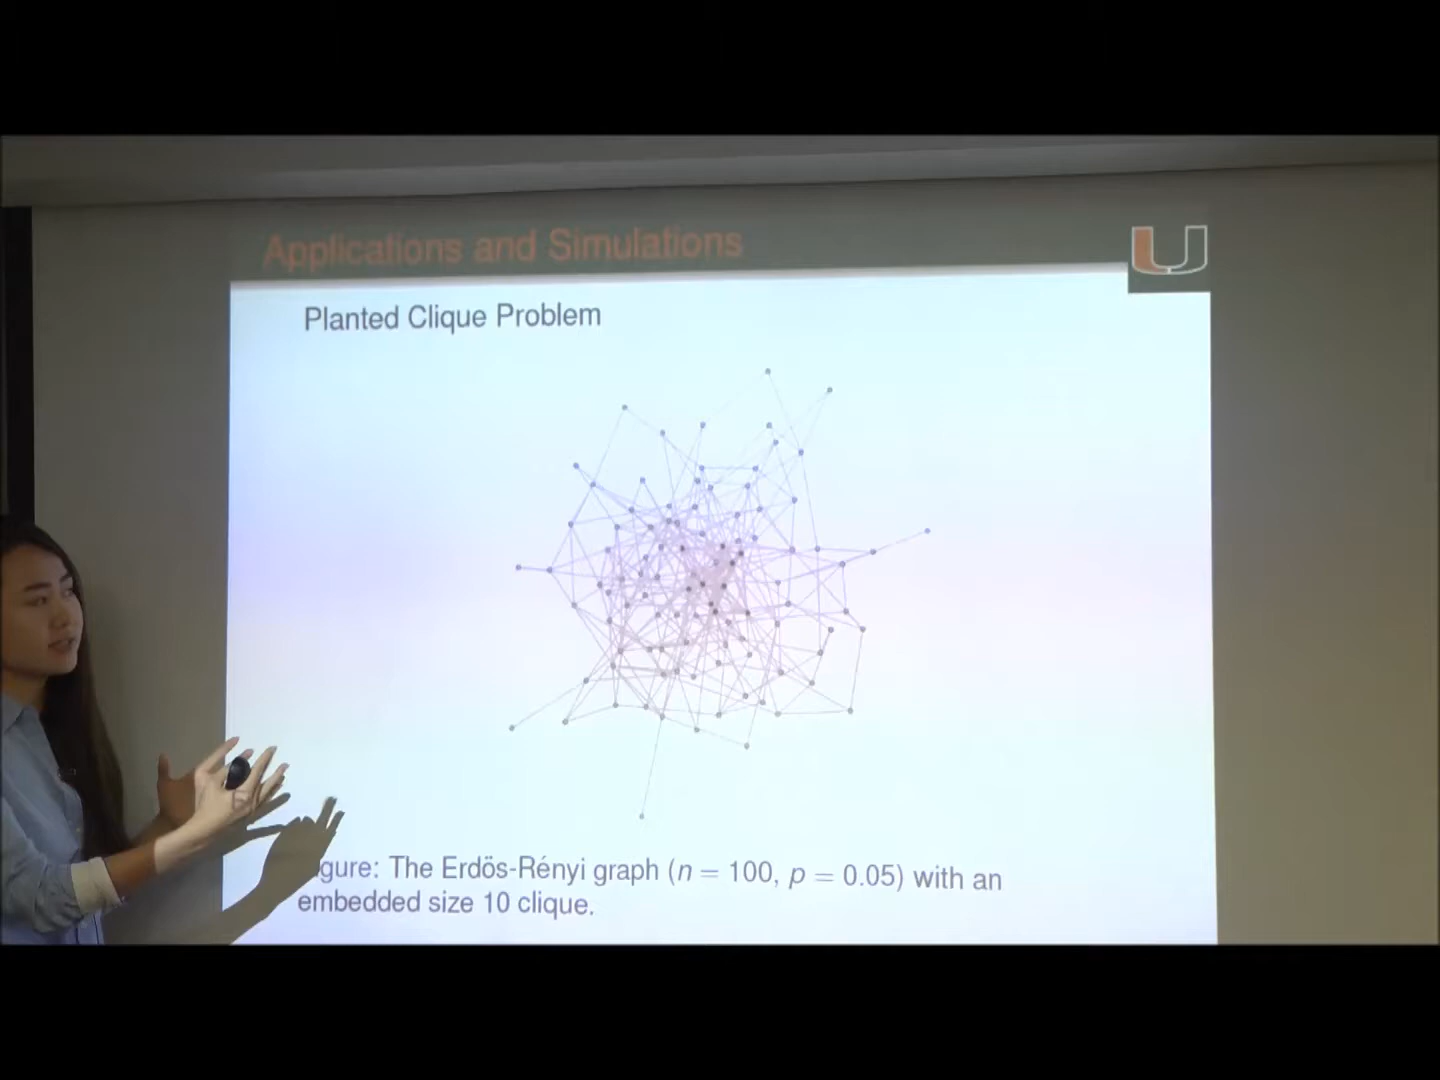 Applications and Simulations
U
Planted Clique Problem
gure: The Erdös-Rényi graph (n = 100, p = 0.05) with an
embedded size 10 clique.